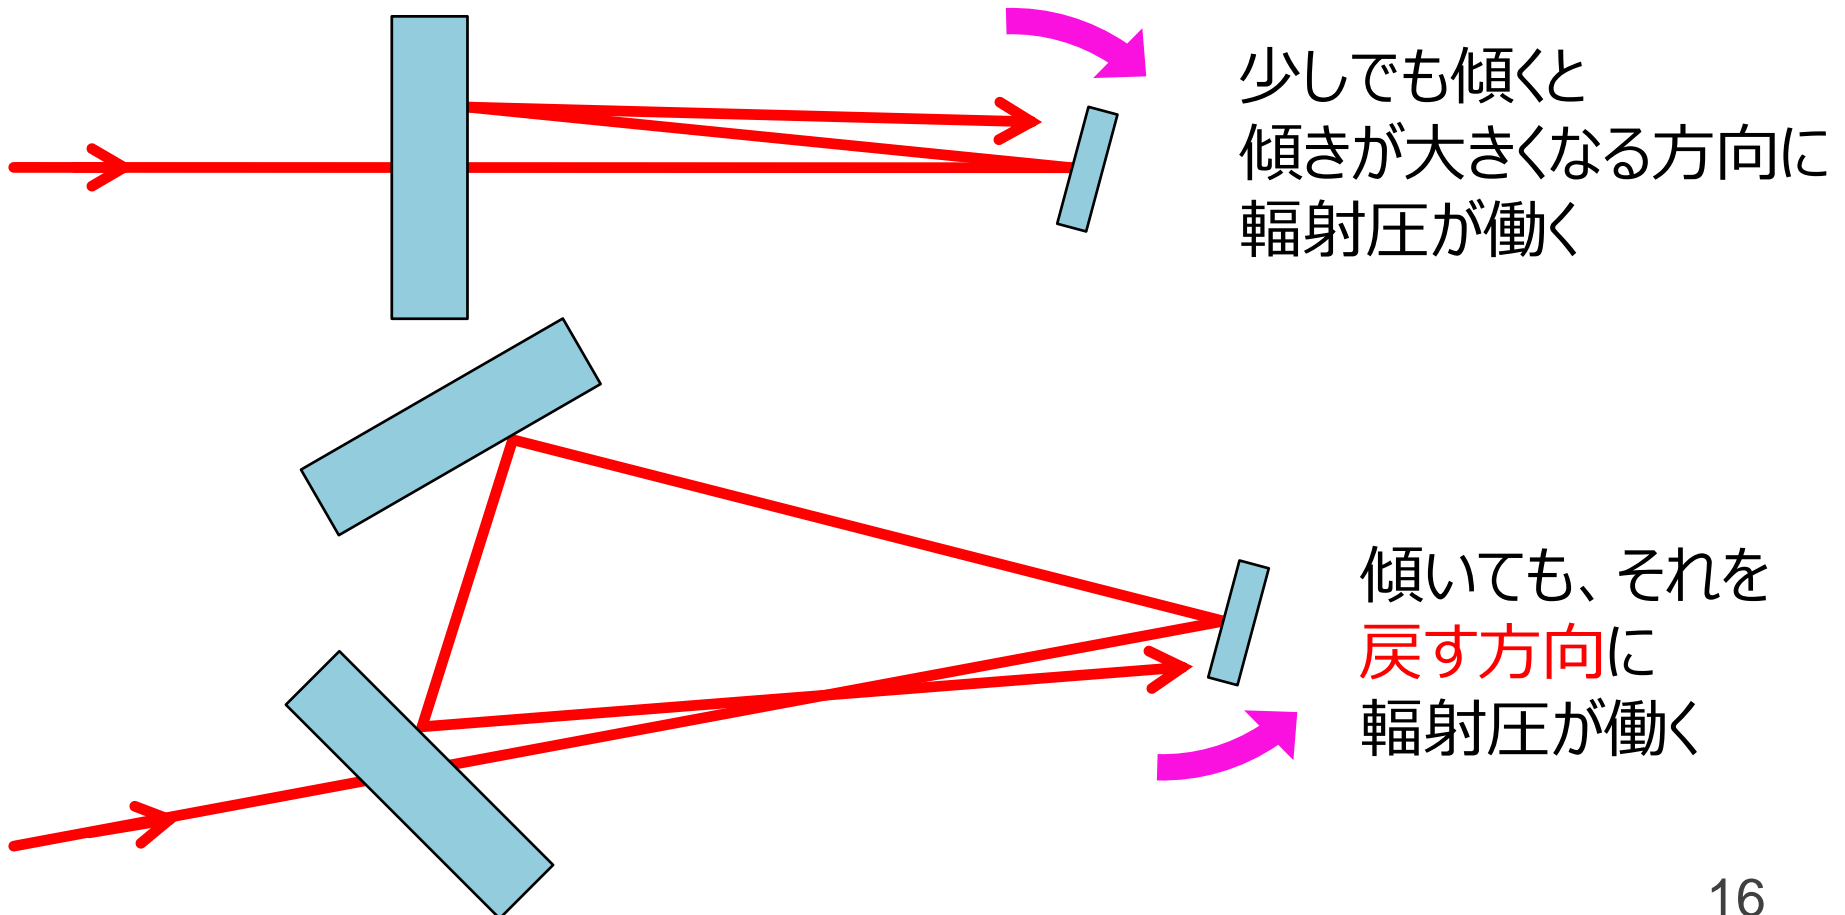 少しでも傾くと
傾きが大きくなる方向に
輻射圧が働く
傾いても、それを
戻す方向に
輻射圧が働く
16